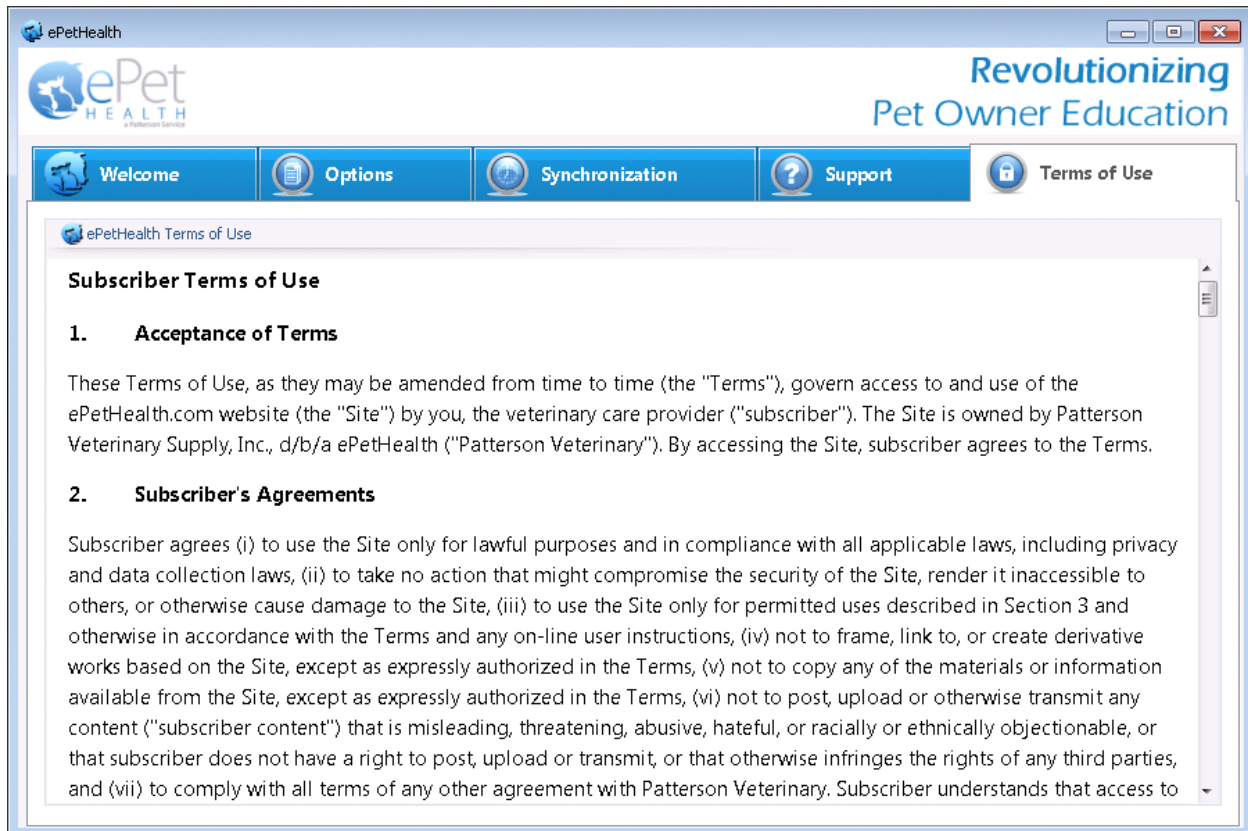 ePetHealth
ePet
HEALTH
a Patterson Service
Revolutionizing
Pet Owner Education
Welcome
Options
Synchronization
Support
Terms of Use
ePetHealth Terms of Use
Subscriber Terms of Use
1. Acceptance of Terms
These Terms of Use, as they may be amended from time to time (the "Terms"), govern access to and use of the
ePetHealth.com website (the "Site") by you, the veterinary care provider ("subscriber"). The Site is owned by Patterson
Veterinary Supply, Inc., d/b/a ePetHealth ("Patterson Veterinary"). By accessing the Site, subscriber agrees to the Terms.
2. Subscriber's Agreements
Subscriber agrees (i) to use the Site only for lawful purposes and in compliance with all applicable laws, including privacy
and data collection laws, (ii) to take no action that might compromise the security of the Site, render it inaccessible to
others, or otherwise cause damage to the Site, (iii) to use the Site only for permitted uses described in Section 3 and
otherwise in accordance with the Terms and any on-line user instructions, (iv) not to frame, link to, or create derivative
works based on the Site, except as expressly authorized in the Terms, (v) not to copy any of the materials or information
available from the Site, except as expressly authorized in the Terms, (vi) not to post, upload or otherwise transmit any
content ("subscriber content") that is misleading, threatening, abusive, hateful, or racially or ethnically objectionable, or
that subscriber does not have a right to post, upload or transmit, or that otherwise infringes the rights of any third parties,
and (vii) to comply with all terms of any other agreement with Patterson Veterinary. Subscriber understands that access to